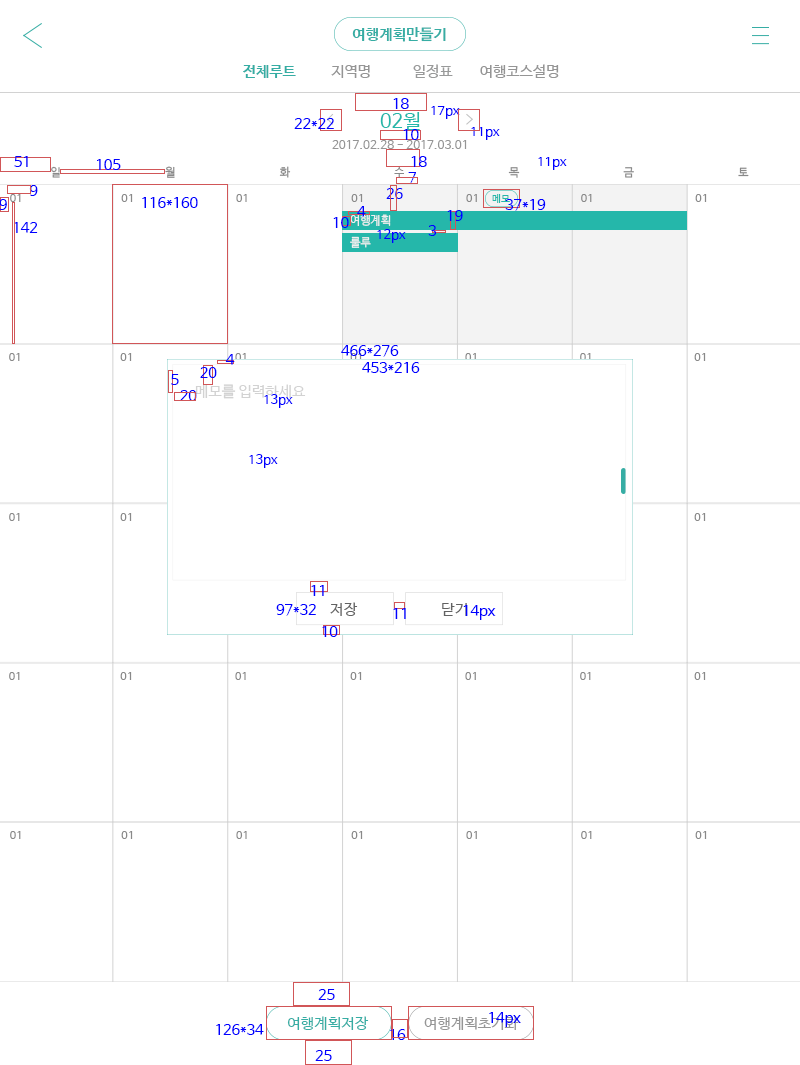 여행계획만들기
전체루트 지역명 일정표 여행코스설명
18
22*22 02월 17px
10 11px
2017.02.28 - 2017.03.01
51 105 18 11px
일 월 화 수 목 금 토
7
9 26
01 01 01 01 01 메모 01 01
9 116*160 37*19
4 19
142 10 여행계획
12px 3
룰루
466*276
01 01 01 01 01 01 01
4
453*216
5 20
20 메모를 입력하세요
13px
13px
01 01 01
11
97*32 저장 11 닫기 14px
10
01 01 01 01 01 01 01
01 01 01 01 01 01 01
25
126*34 여행계획저장 16 여행계획초기화 14px
25